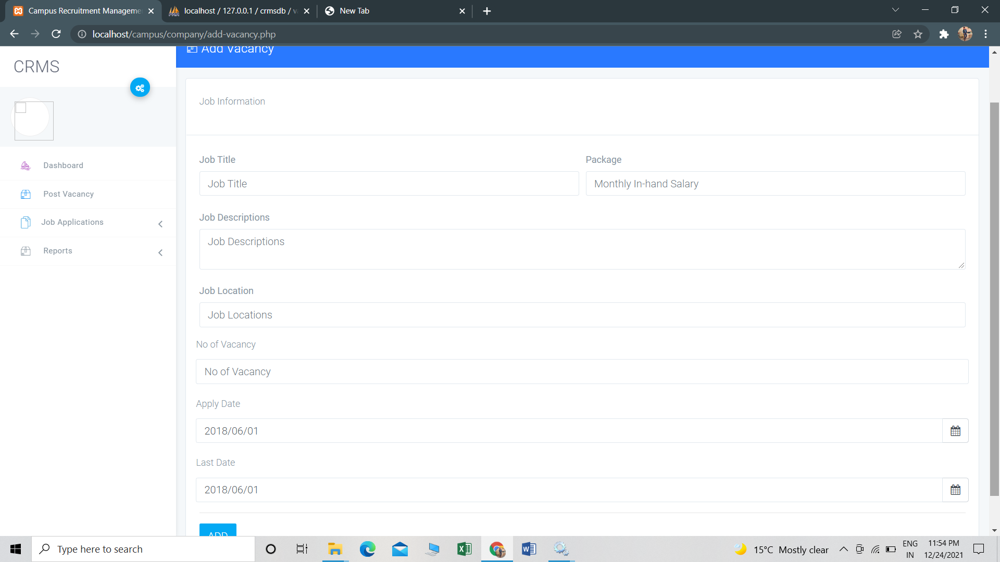 Campus Recruitment Manageme
localhost / 127.0.0.1 / crmsdb / va
New Tab
localhost/campus/company/add-vacancy.php
CRMS
Add Vacancy
Job Information
Dashboard
Post Vacancy
Job Applications
Reports
Job Title
Package
Job Title
Monthly In-hand Salary
Job Descriptions
Job Descriptions
Job Location
Job Locations
No of Vacancy
No of Vacancy
Apply Date
2018/06/01
Last Date
2018/06/01
ADD
Type here to search
15°C Mostly clear
ENG
IN
11:54 PM
12/24/2021